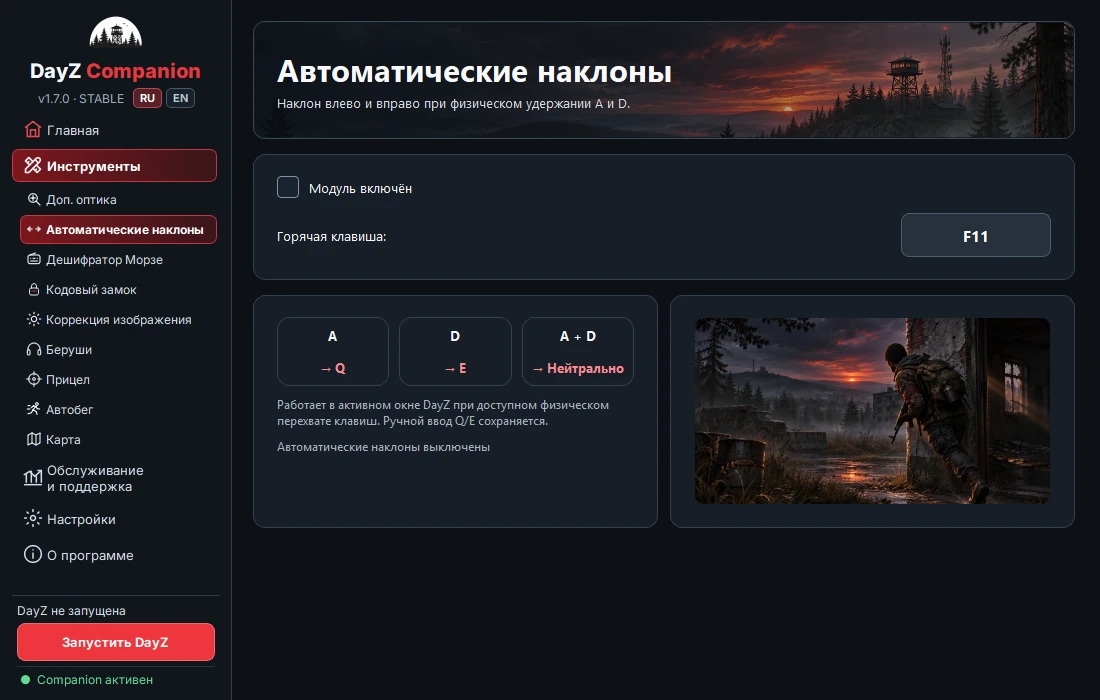 DayZ Companion
v1.7.0 · STABLE RU EN
Главная
Инструменты
Доп. оптика
Автоматические наклоны
Дешифратор Морзе
Кодовый замок
Коррекция изображения
Беруши
Прицел
Автобег
Карта
Обслуживание
и поддержка
Настройки
О программе
DayZ не запущена
Запустить DayZ
Companion активен
Автоматические наклоны
Наклон влево и вправо при физическом удержании A и D.
Модуль включён
Горячая клавиша:
F11
A
→ Q
D
→ E
A + D
→ Нейтрально
Работает в активном окне DayZ при доступном физическом
перехвате клавиш. Ручной ввод Q/E сохраняется.
Автоматические наклоны выключены